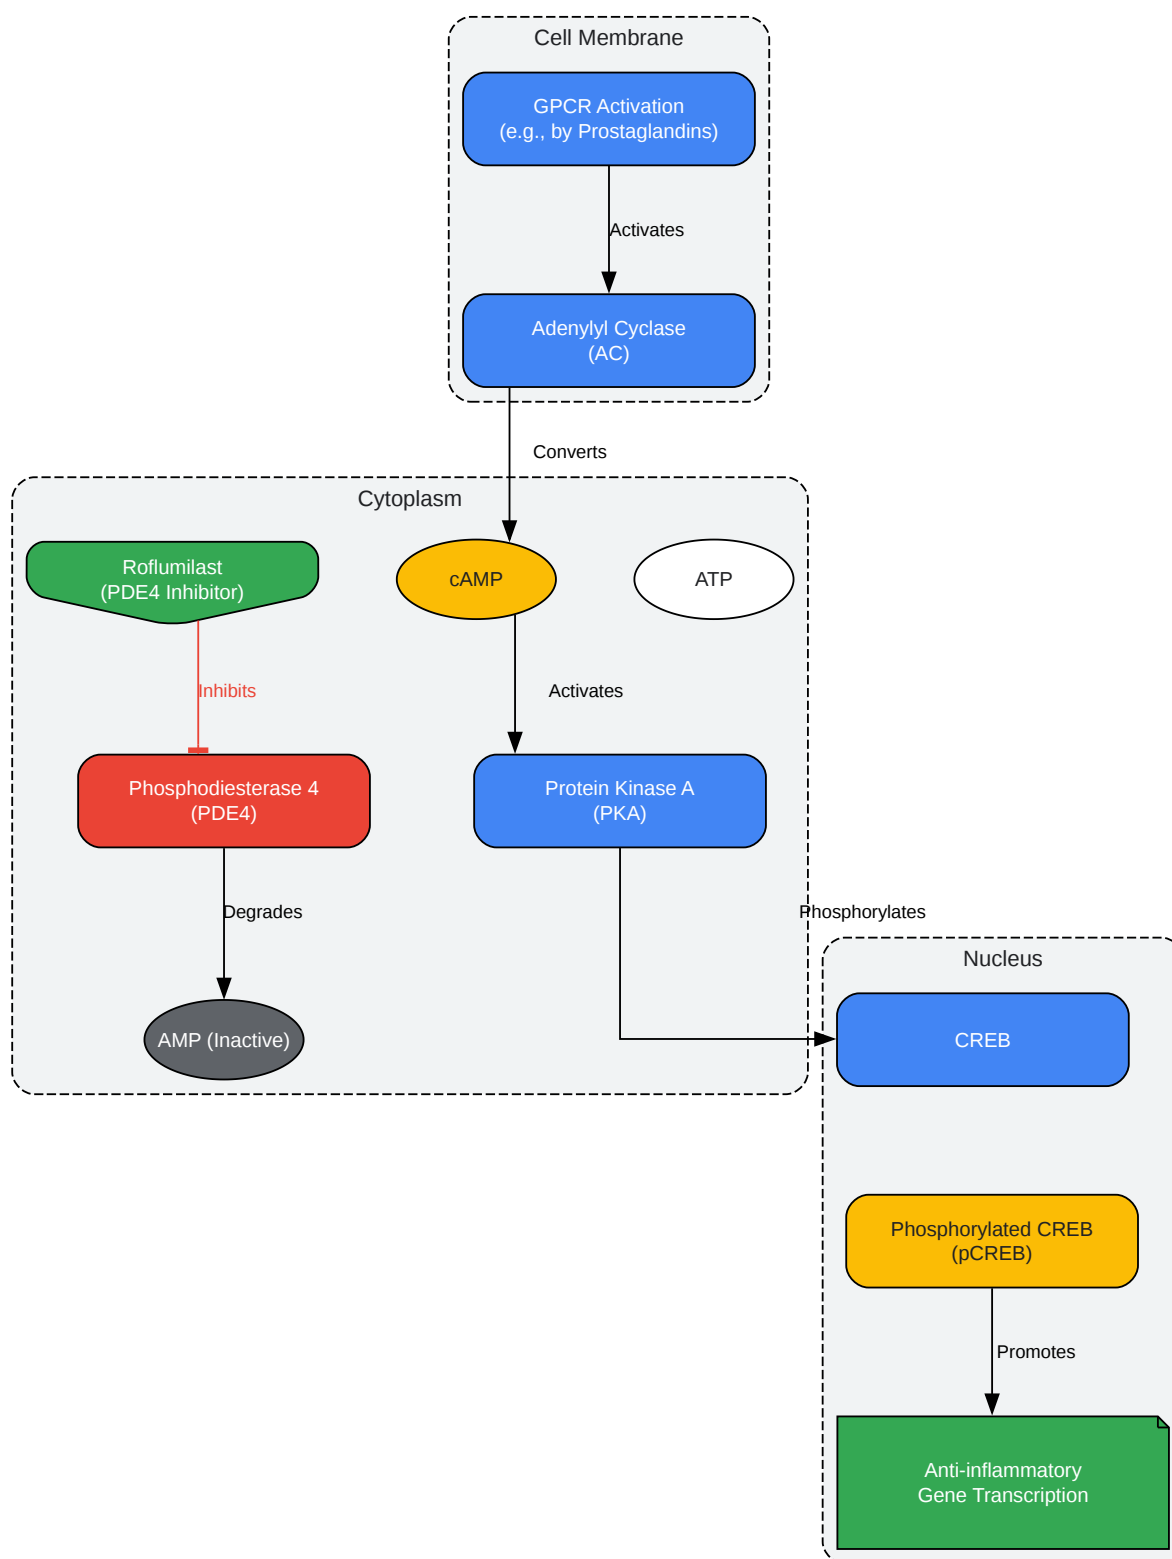 Cell Membrane
GPCR Activation
(e.g., by Prostaglandins)
Activates
Adenylyl Cyclase
(AC)
Converts
Cytoplasm
Roflumilast
(PDE4 Inhibitor)
cAMP
ATP
Inhibits
Activates
Phosphodiesterase 4
(PDE4)
Protein Kinase A
(PKA)
Degrades
Phosphorylates
Nucleus
AMP (Inactive)
CREB
Phosphorylated CREB
(pCREB)
Promotes
Anti-inflammatory
Gene Transcription